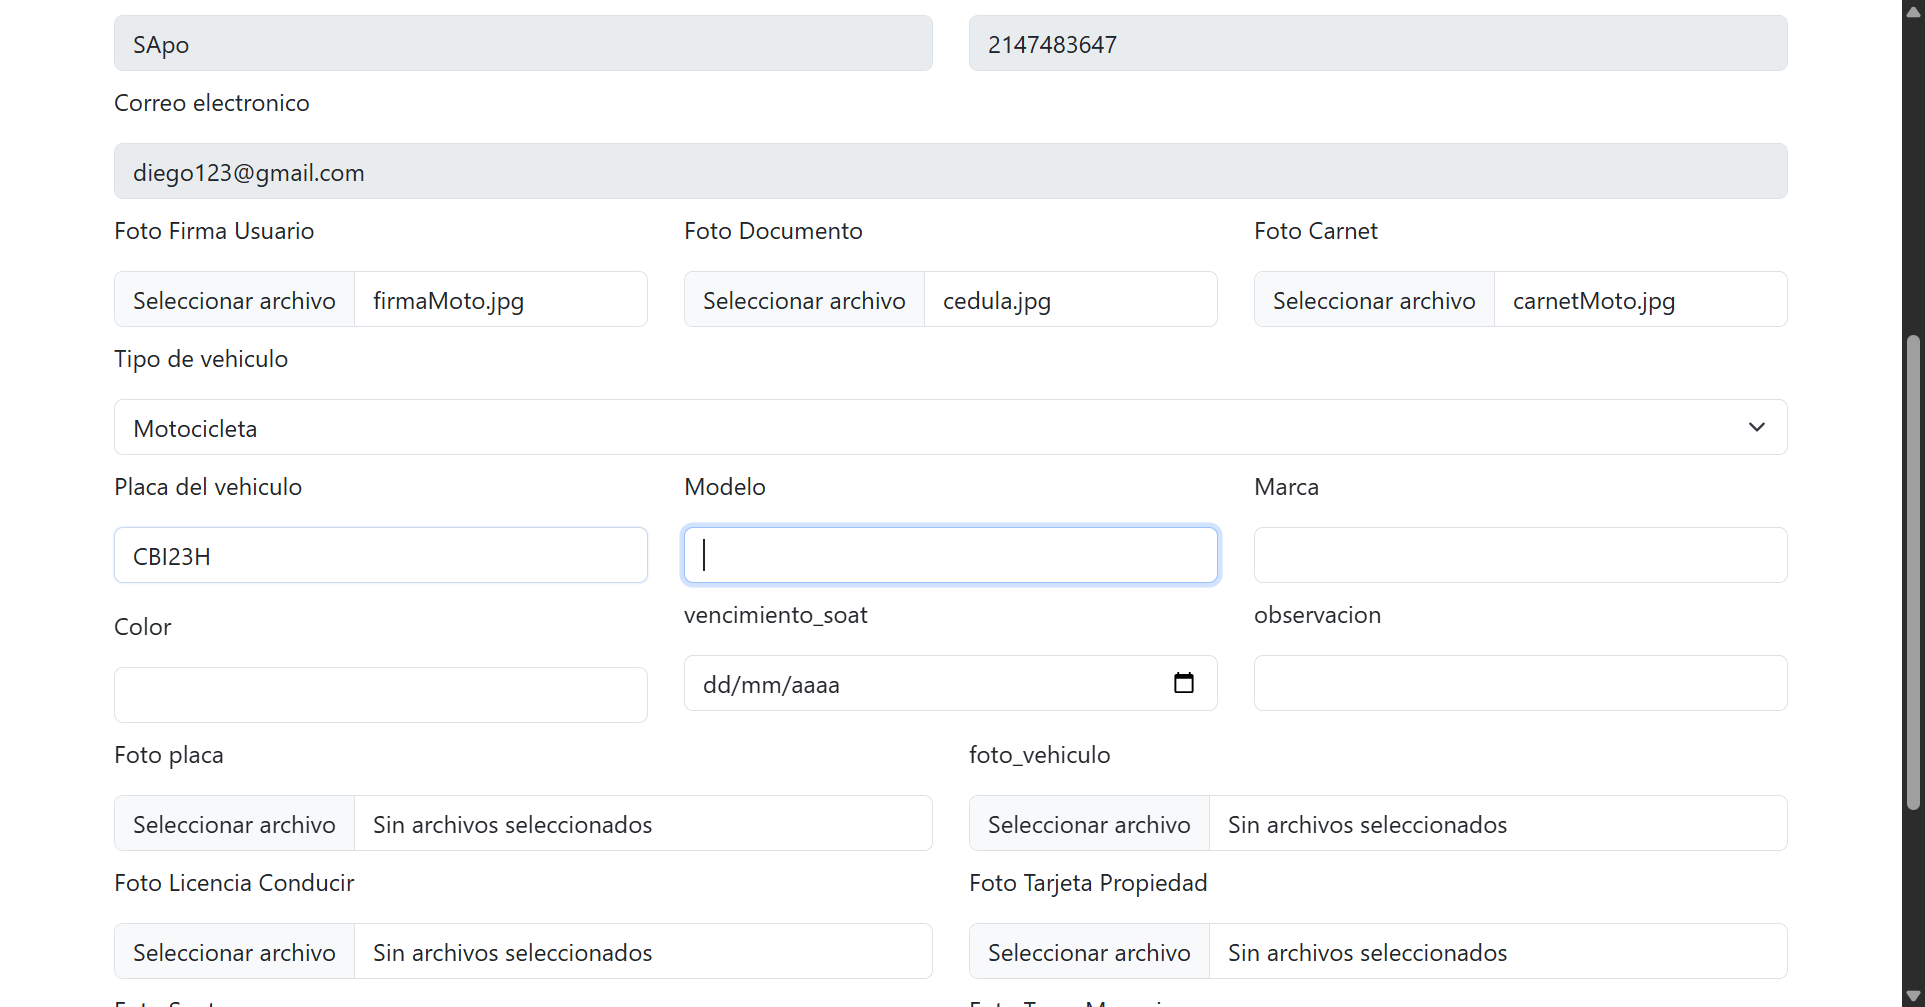 SApo 2147483647
Correo electronico
diego123@gmail.com
Foto Firma Usuario Foto Documento Foto Carnet
Seleccionar archivo firmaMoto.jpg Seleccionar archivo cedula.jpg Seleccionar archivo carnetMoto.jpg
Tipo de vehiculo
Motocicleta
Placa del vehiculo Modelo Marca
CBI23H
Color vencimiento_soat observacion
dd/mm/aaaa
Foto placa foto_vehiculo
Seleccionar archivo Sin archivos seleccionados Seleccionar archivo Sin archivos seleccionados
Foto Licencia Conducir Foto Tarjeta Propiedad
Seleccionar archivo Sin archivos seleccionados Seleccionar archivo Sin archivos seleccionados